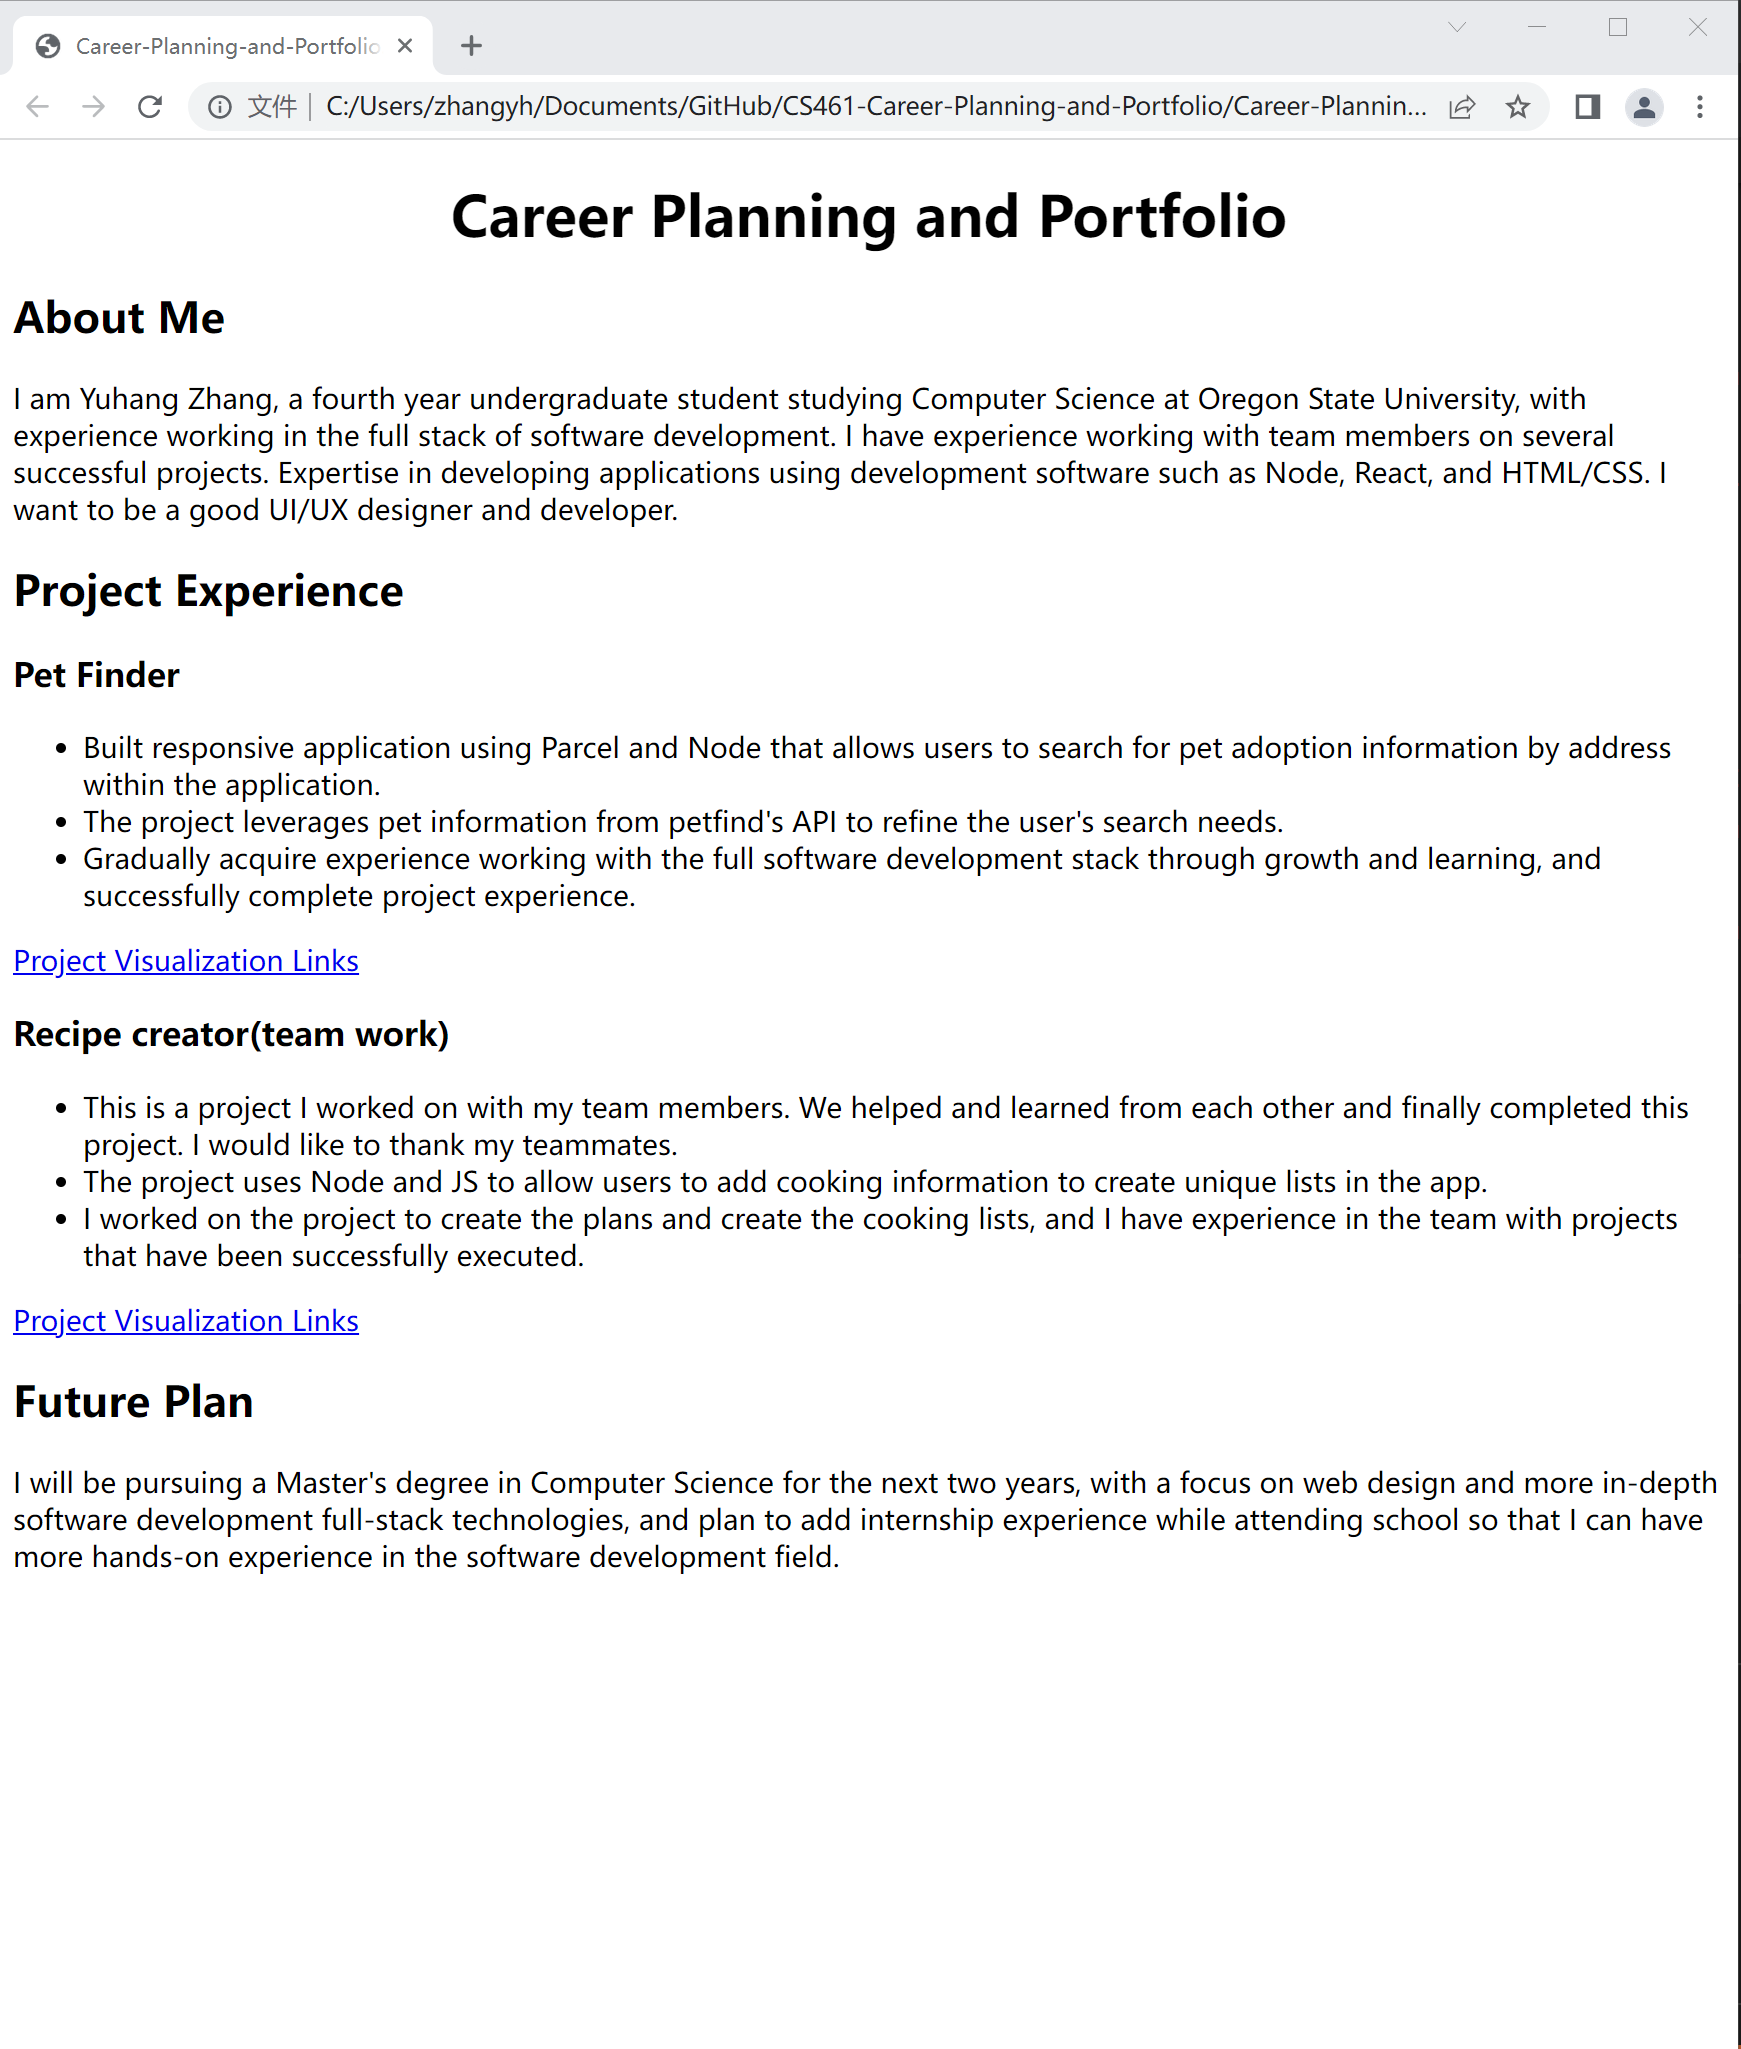 Career-Planning-and-Portfolio
文件 | C:/Users/zhangyh/Documents/GitHub/CS461-Career-Planning-and-Portfolio/Career-Plannin...
Career Planning and Portfolio
About Me
I am Yuhang Zhang, a fourth year undergraduate student studying Computer Science at Oregon State University, with
experience working in the full stack of software development. I have experience working with team members on several
successful projects. Expertise in developing applications using development software such as Node, React, and HTML/CSS. I
want to be a good UI/UX designer and developer.
Project Experience
Pet Finder
• Built responsive application using Parcel and Node that allows users to search for pet adoption information by address
within the application.
• The project leverages pet information from petfind's API to refine the user's search needs.
• Gradually acquire experience working with the full software development stack through growth and learning, and
successfully complete project experience.
Project Visualization Links
Recipe creator(team work)
• This is a project I worked on with my team members. We helped and learned from each other and finally completed this
project. I would like to thank my teammates.
• The project uses Node and JS to allow users to add cooking information to create unique lists in the app.
• I worked on the project to create the plans and create the cooking lists, and I have experience in the team with projects
that have been successfully executed.
Project Visualization Links
Future Plan
I will be pursuing a Master's degree in Computer Science for the next two years, with a focus on web design and more in-depth
software development full-stack technologies, and plan to add internship experience while attending school so that I can have
more hands-on experience in the software development field.